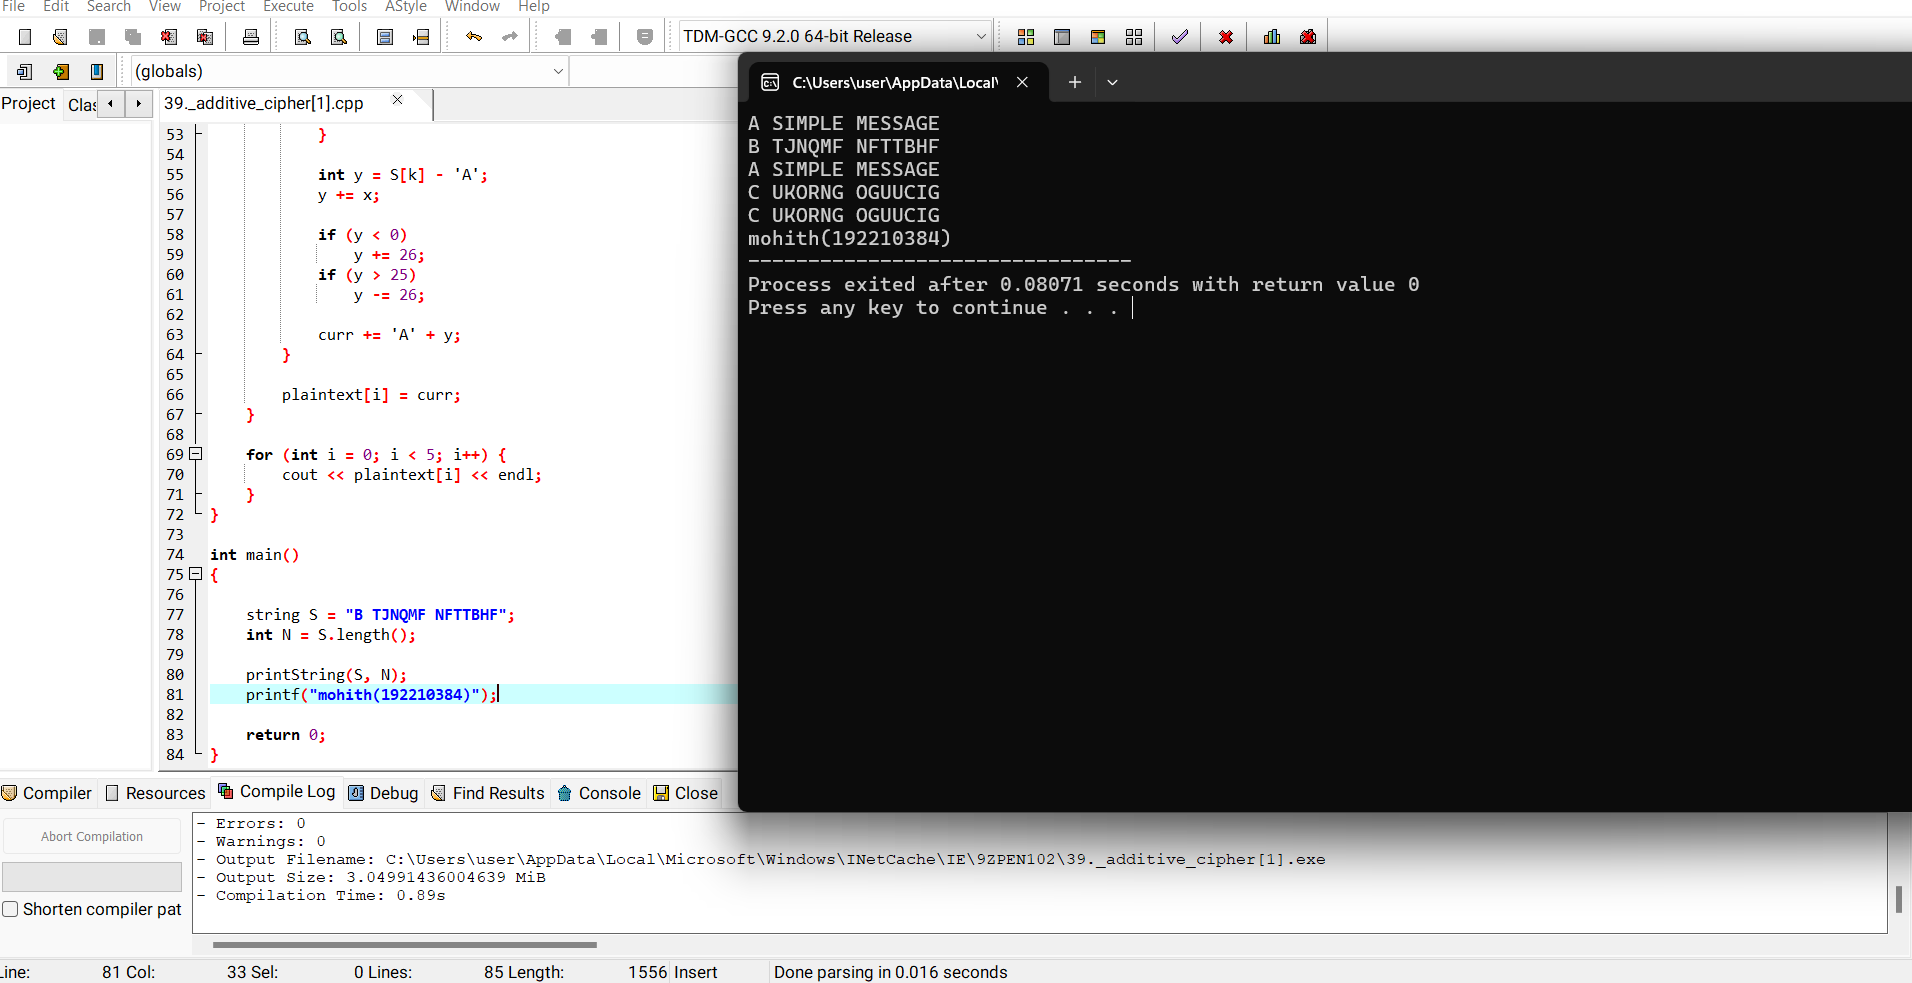 File Edit Search View Project Execute Tools AStyle Window Help
TDM-GCC 9.2.0 64-bit Release
(globals)
Project Clas
39._additive_cipher[1].cpp
53 }
54
55 int y = S[k] - 'A';
56 y += x;
57
58 if (y < 0)
59 y += 26;
60 if (y > 25)
61 y -= 26;
62
63 curr += 'A' + y;
64 }
65
66 plaintext[i] = curr;
67 }
68
69 for (int i = 0; i < 5; i++) {
70 cout << plaintext[i] << endl;
71 }
72 }
73
74 int main()
75 {
76
77 string S = "B TJNQMF NFTTBHF";
78 int N = S.length();
79
80 printString(S, N);
81 printf("mohith(192210384)");
82
83 return 0;
84 }
C:\Users\user\AppData\Local\
A SIMPLE MESSAGE
B TJNQMF NFTTBHF
A SIMPLE MESSAGE
C UKORNG OGUUCIG
C UKORNG OGUUCIG
mohith(192210384)
--------------------------------
Process exited after 0.08071 seconds with return value 0
Press any key to continue . . .
Compiler Resources Compile Log Debug Find Results Console Close
Abort Compilation
Shorten compiler pat
- Errors: 0
- Warnings: 0
- Output Filename: C:\Users\user\AppData\Local\Microsoft\Windows\INetCache\IE\9ZPEN102\39._additive_cipher[1].exe
- Output Size: 3.04991436004639 MiB
- Compilation Time: 0.89s
Line: 81 Col: 33 Sel: 0 Lines: 85 Length: 1556 Insert Done parsing in 0.016 seconds